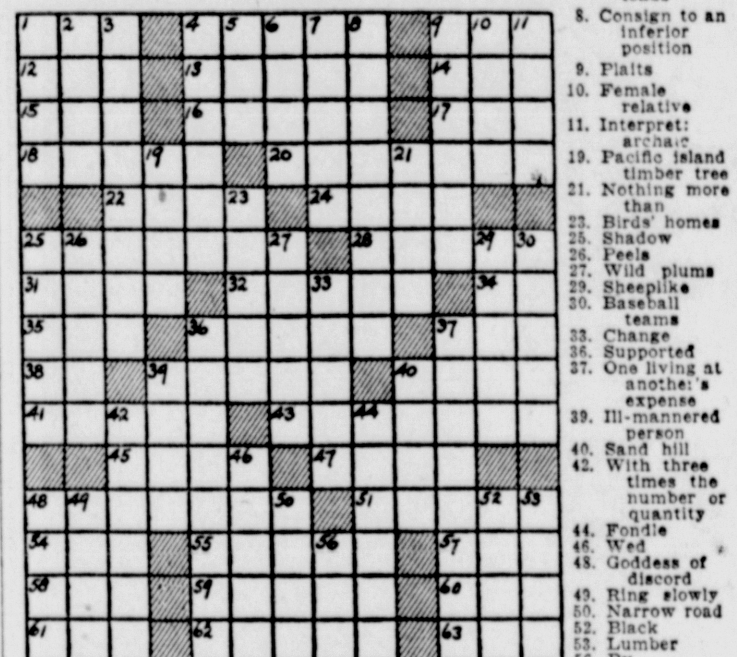 1 2 3 4 5 6 7 8 9 10 11
12 13 14
15 16 17
18 19 20 21
22 23 24
25 26 27 28 29 30
31 32 33 34
35 36 37
38 39 40
41 42 43 44
45 46 47
48 49 50 51 52 53
54 55 56 57
58 59 60
61 62 63
8. Consign to an
inferior
position
9. Plaits
10. Female
relative
11. Interpret:
archaic
19. Pacific island
timber tree
21. Nothing more
than
23. Birds' homes
25. Shadow
26. Peels
27. Wild plums
29. Sheeplike
30. Baseball
teams
33. Change
36. Supported
37. One living at
another's
expense
39. Ill-mannered
person
40. Sand hill
42. With three
times the
number or
quantity
44. Fondle
46. Wed
48. Goddess of
discord
49. Ring slowly
50. Narrow road
52. Black
53. Lumber